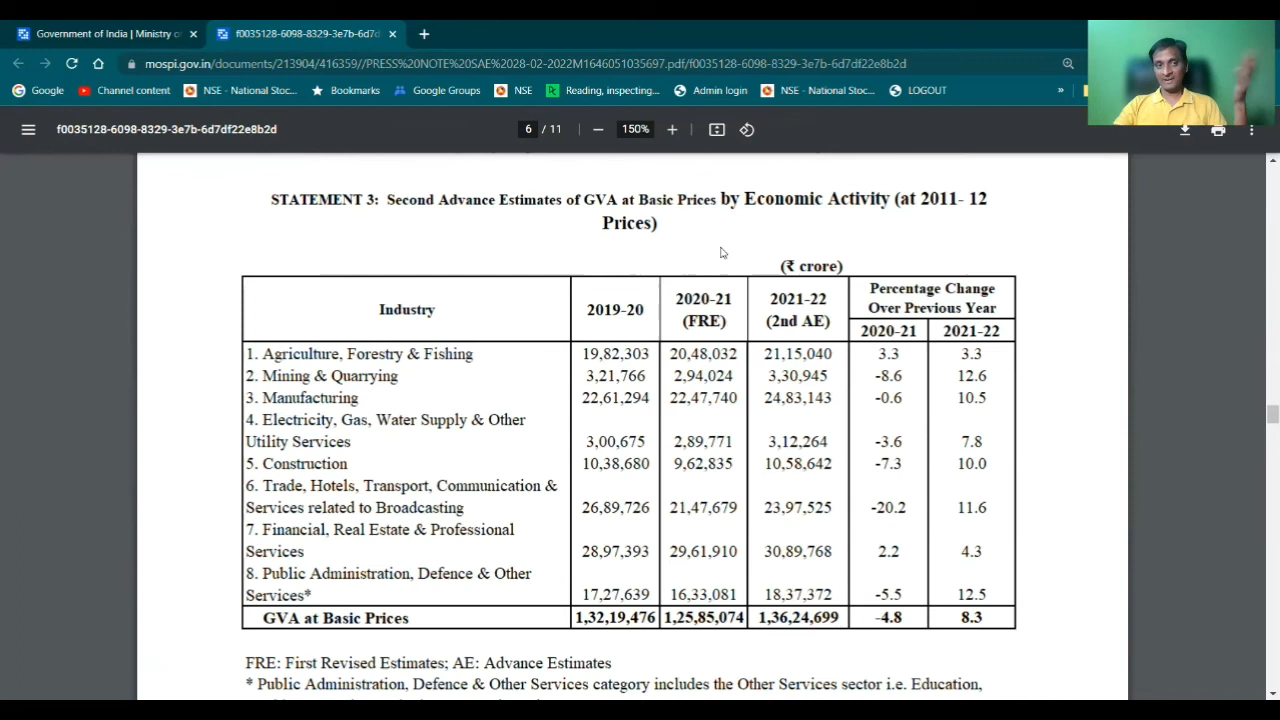 Government of India | Ministry o
f0035128-6098-8329-3e7b-6d7d
mospi.gov.in/documents/213904/416359//PRESS%20NOTE%20SAE%2028-02-2022M1646051035697.pdf/f0035128-6098-8329-3e7b-6d7df22e8b2d
Google Channel content NSE - National Stoc... Bookmarks Google Groups NSE Reading, inspecting... Admin login NSE - National Stoc... LOGOUT »
f0035128-6098-8329-3e7b-6d7df22e8b2d 6 / 11 150%
STATEMENT 3: Second Advance Estimates of GVA at Basic Prices by Economic Activity (at 2011- 12
Prices)
(₹ crore)
Industry 2019-20 2020-21 (FRE) 2021-22 (2nd AE) Percentage Change Over Previous Year
2020-21 2021-22
1. Agriculture, Forestry & Fishing 19,82,303 20,48,032 21,15,040 3.3 3.3
2. Mining & Quarrying 3,21,766 2,94,024 3,30,945 -8.6 12.6
3. Manufacturing 22,61,294 22,47,740 24,83,143 -0.6 10.5
4. Electricity, Gas, Water Supply & Other
Utility Services 3,00,675 2,89,771 3,12,264 -3.6 7.8
5. Construction 10,38,680 9,62,835 10,58,642 -7.3 10.0
6. Trade, Hotels, Transport, Communication &
Services related to Broadcasting 26,89,726 21,47,679 23,97,525 -20.2 11.6
7. Financial, Real Estate & Professional
Services 28,97,393 29,61,910 30,89,768 2.2 4.3
8. Public Administration, Defence & Other
Services* 17,27,639 16,33,081 18,37,372 -5.5 12.5
GVA at Basic Prices 1,32,19,476 1,25,85,074 1,36,24,699 -4.8 8.3
FRE: First Revised Estimates; AE: Advance Estimates
* Public Administration, Defence & Other Services category includes the Other Services sector i.e. Education,